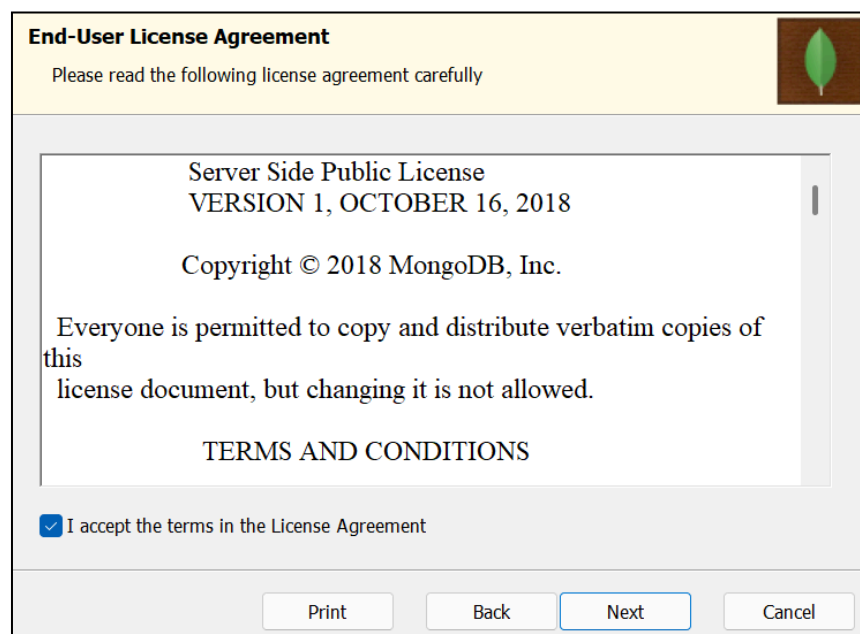 End-User License Agreement
Please read the following license agreement carefully
Server Side Public License
VERSION 1, OCTOBER 16, 2018
Copyright © 2018 MongoDB, Inc.
Everyone is permitted to copy and distribute verbatim copies of
this
license document, but changing it is not allowed.
TERMS AND CONDITIONS
I accept the terms in the License Agreement
Print Back Next Cancel